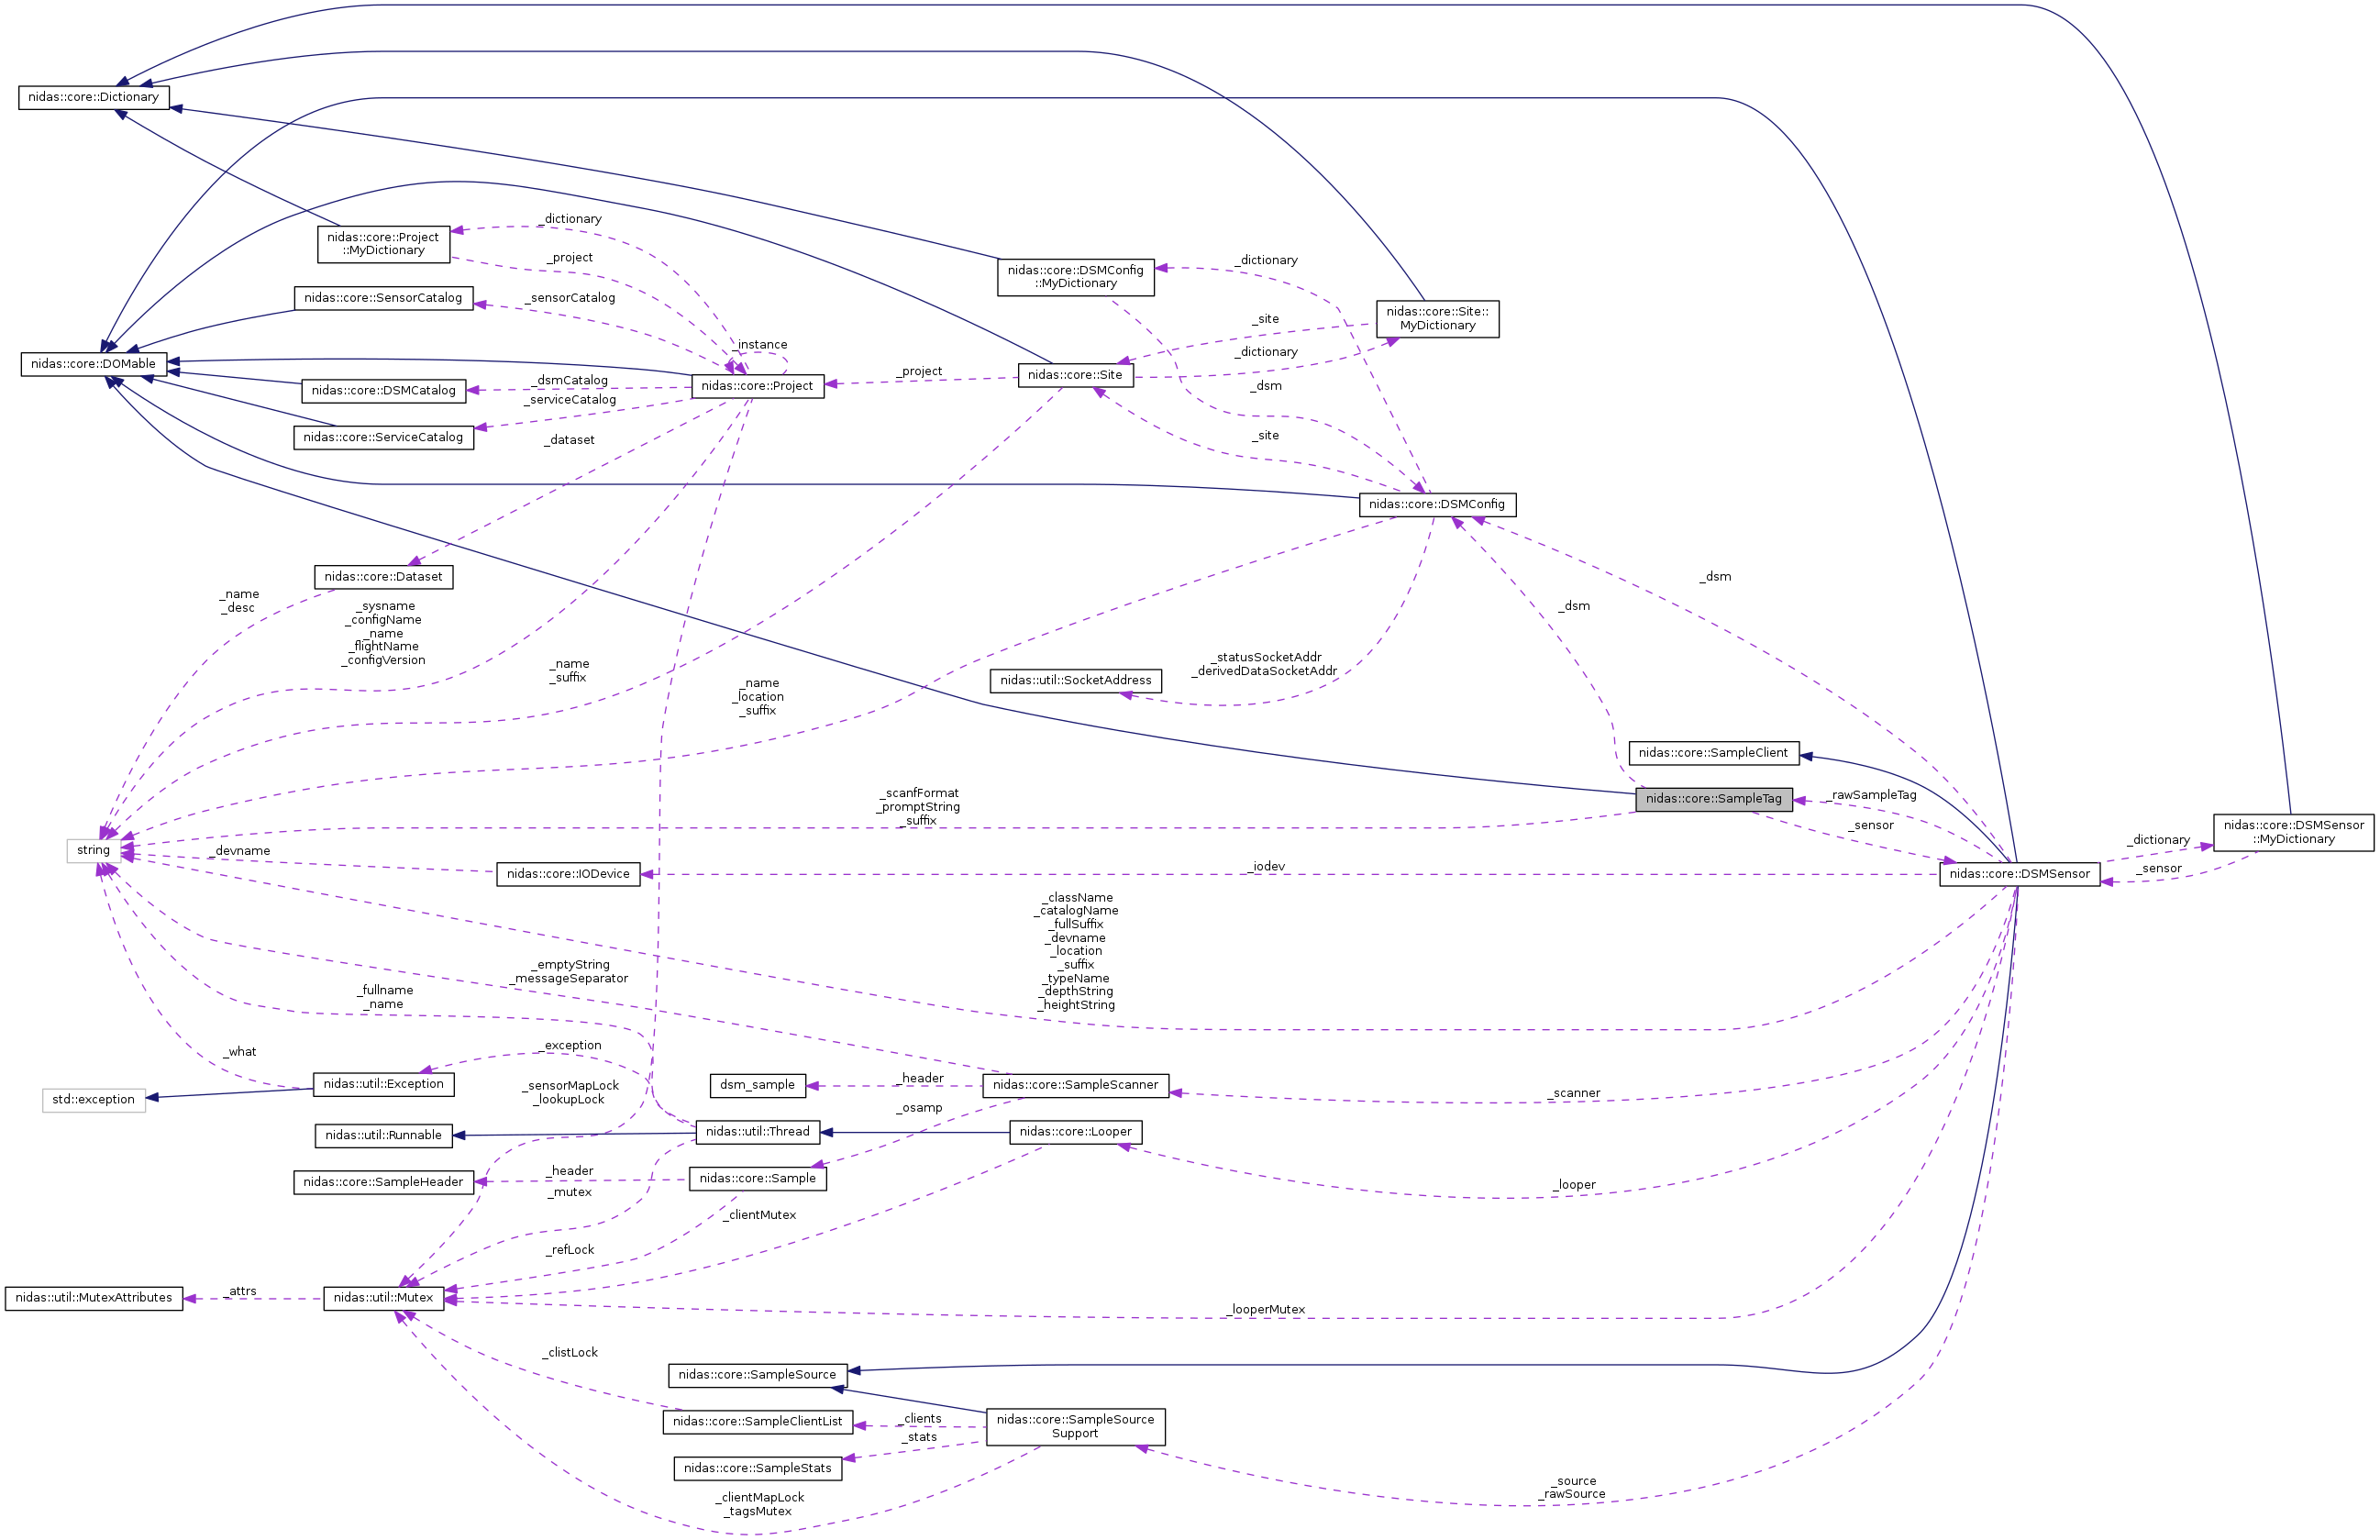 nidas::core::Dictionary
_dictionary
nidas::core::Project
::MyDictionary
_project
nidas::core::DSMConfig
::MyDictionary
_dictionary
nidas::core::SensorCatalog
_sensorCatalog
nidas::core::Site::
MyDictionary
_site
_instance
_dictionary
nidas::core::DOMable
nidas::core::Project
_project
nidas::core::Site
_dsmCatalog
nidas::core::DSMCatalog
_dsm
_serviceCatalog
nidas::core::ServiceCatalog
_dataset
_site
nidas::core::DSMConfig
nidas::core::Dataset
_dsm
_name
_desc
_sysname
_configName
_name
_flightName
_configVersion
_dsm
_name
_suffix
_statusSocketAddr
_derivedDataSocketAddr
nidas::util::SocketAddress
_name
_location
_suffix
nidas::core::SampleClient
_scanfFormat
_promptString
_suffix
nidas::core::SampleTag
_rawSampleTag
_sensor
nidas::core::DSMSensor
::MyDictionary
_dictionary
string
_devname
nidas::core::IODevice
_iodev
nidas::core::DSMSensor
_sensor
_className
_catalogName
_fullSuffix
_devname
_location
_suffix
_typeName
_depthString
_heightString
_emptyString
_messageSeparator
_fullname
_name
_what
_exception
nidas::util::Exception
std::exception
_sensorMapLock
_lookupLock
dsm_sample
_header
nidas::core::SampleScanner
_scanner
_osamp
nidas::util::Runnable
nidas::util::Thread
nidas::core::Looper
_header
nidas::core::SampleHeader
nidas::core::Sample
_looper
_mutex
_clientMutex
_refLock
nidas::util::MutexAttributes
_attrs
nidas::util::Mutex
_looperMutex
_clistLock
nidas::core::SampleSource
nidas::core::SampleClientList
_clients
nidas::core::SampleSource
Support
_stats
nidas::core::SampleStats
_source
_rawSource
_clientMapLock
_tagsMutex